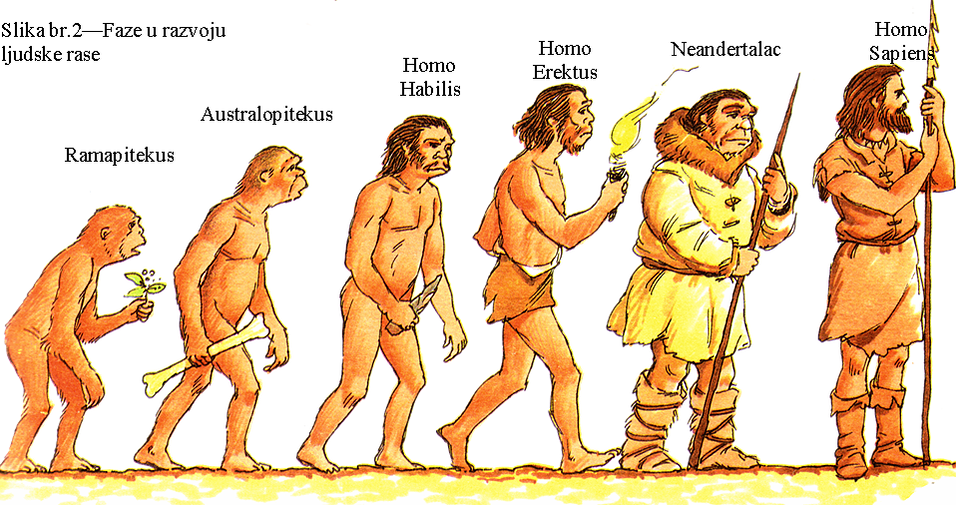 Slika br.2—Faze u razvoju
ljudske rase
Ramapitekus
Australopitekus
Homo
Habilis
Homo
Erektus
Neandertalac
Homo
Sapiens